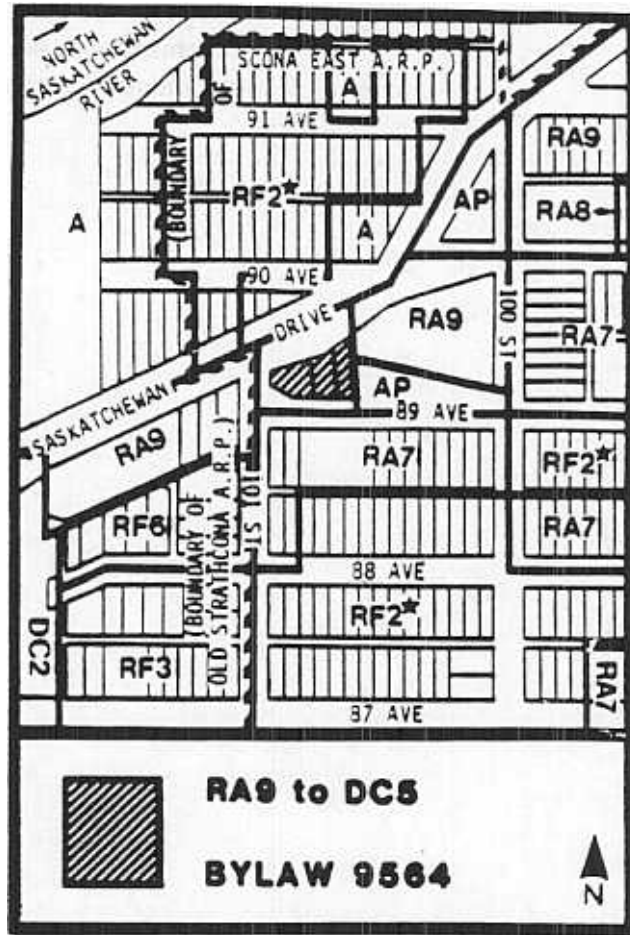 NORTH
SASKATCHEWAN
RIVER
SCONA EAST A.R.P.)
(BOUNDARY OF
A
91 AVE
RA9
RF2★
AP
RA8
A
A
90 AVE
DRIVE
RA9
100 ST
RA7
AP
89 AVE
SASKATCHEWAN
RA9
RA7
RF2★
101 ST
RF6
(BOUNDARY OF
OLD STRATHCONA A.R.P.)
RA7
88 AVE
DC2
RF2★
RF3
RA7
87 AVE
RA9 to DC5
BYLAW 9564
N